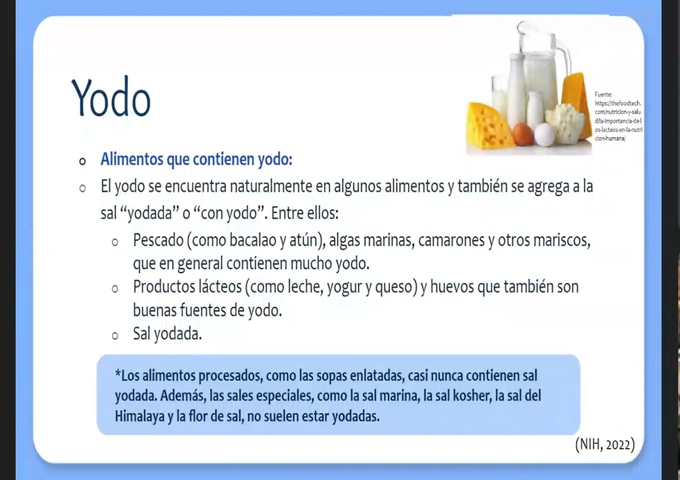 Yodo
Fuente:
https://thefoodtech.
com/nutricion-y-salu
d/la-importancia-de-l
os-lacteos-en-la-nutri
cion-humana/
Alimentos que contienen yodo:
El yodo se encuentra naturalmente en algunos alimentos y también se agrega a la
sal “yodada” o “con yodo”. Entre ellos:
Pescado (como bacalao y atún), algas marinas, camarones y otros mariscos,
que en general contienen mucho yodo.
Productos lácteos (como leche, yogur y queso) y huevos que también son
buenas fuentes de yodo.
Sal yodada.
*Los alimentos procesados, como las sopas enlatadas, casi nunca contienen sal
yodada. Además, las sales especiales, como la sal marina, la sal kosher, la sal del
Himalaya y la flor de sal, no suelen estar yodadas.
(NIH, 2022)